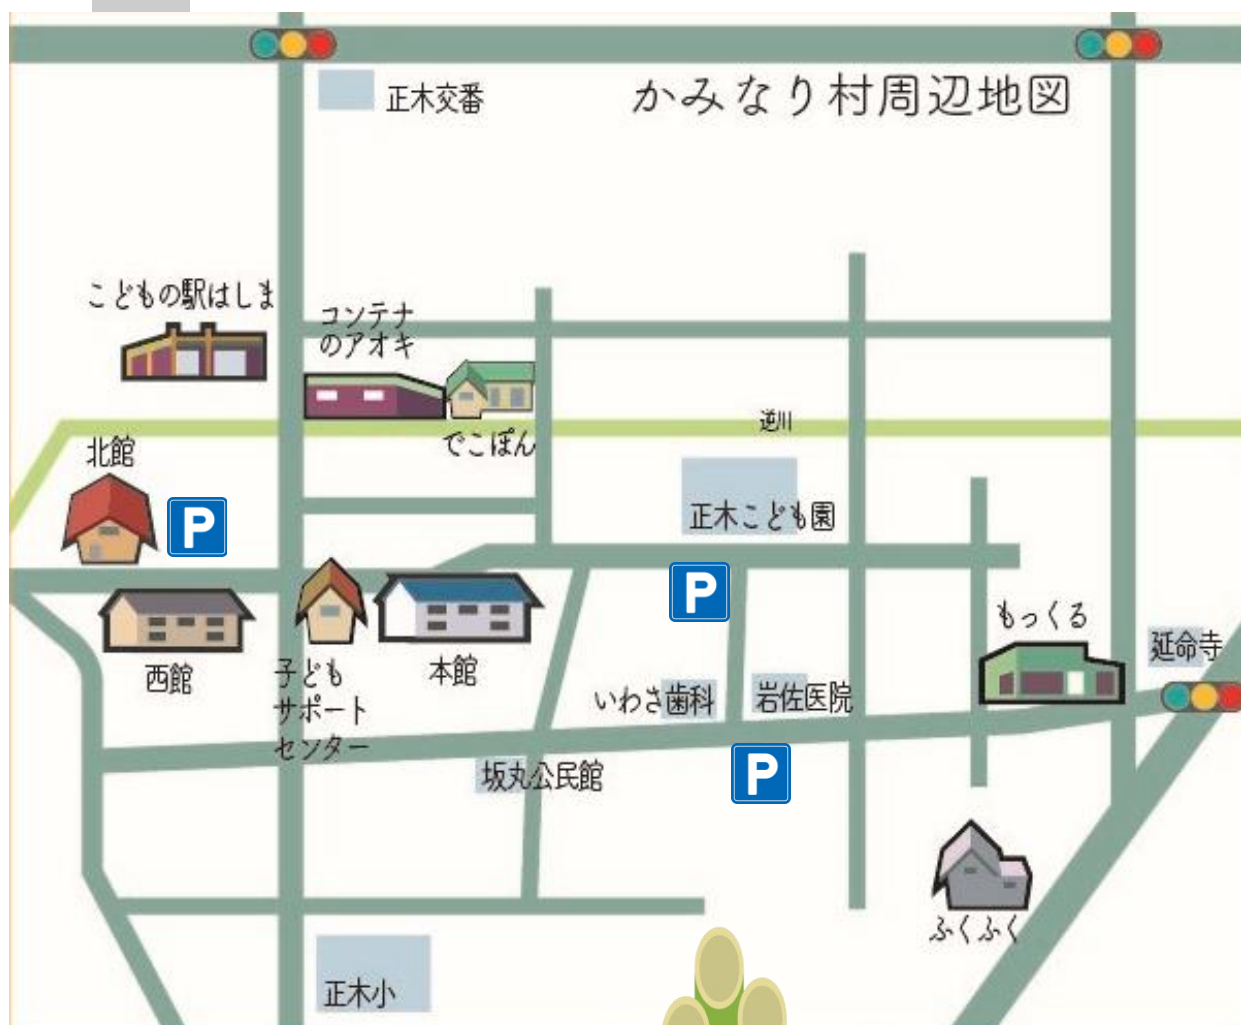 正木交番
かみなり村周辺地図
こどもの駅はしま
コンテナ
のアオキ
でこぽん
逆川
北館
P
正木こども園
P
もっくる
延命寺
西館
子ども
サポート
センター
本館
いわさ歯科
岩佐医院
坂丸公民館
P
ふくふく
正木小